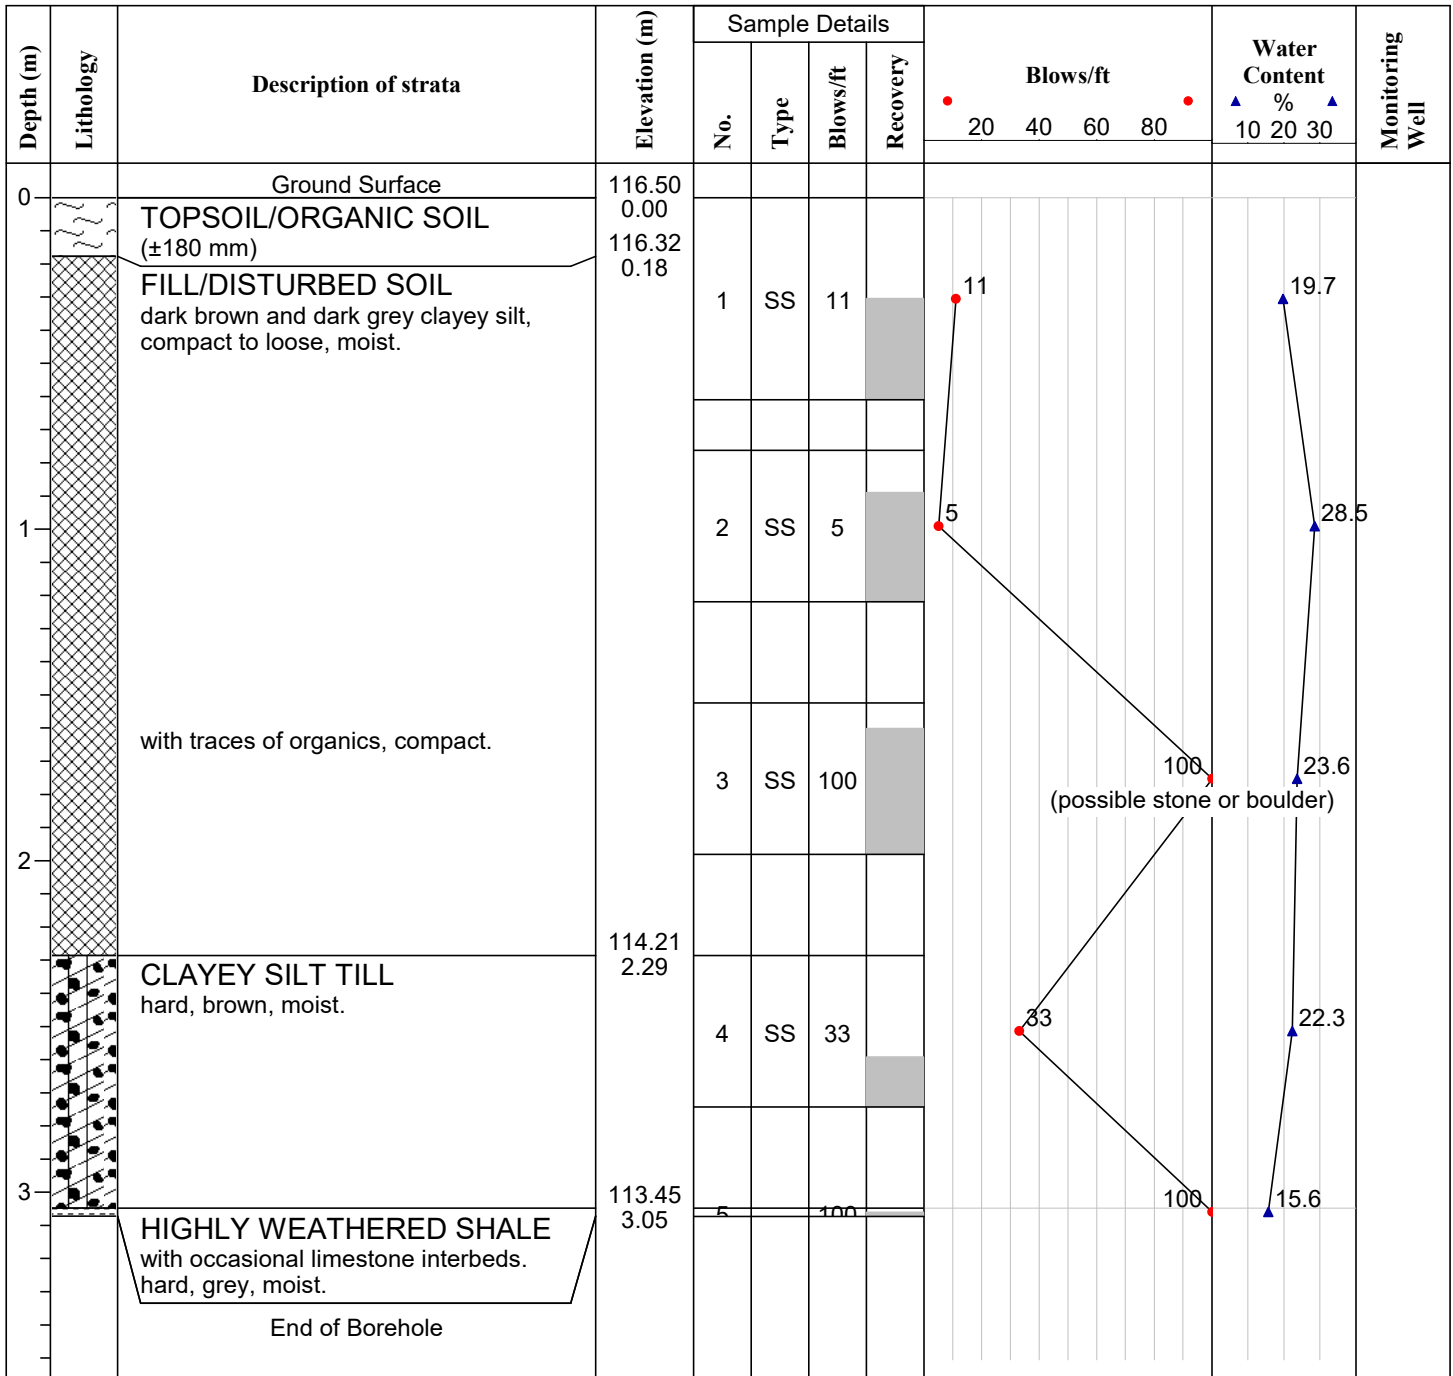 Depth (m)
Lithology
Description of strata
Elevation (m)
Sample Details
No.
Type
Blows/ft
Recovery
Blows/ft
20 40 60 80
Water
Content
%
10 20 30
Monitoring
Well
Ground Surface
116.50
0
0.00
TOPSOIL/ORGANIC SOIL
(±180 mm)
116.32
0.18
FILL/DISTURBED SOIL
dark brown and dark grey clayey silt,
compact to loose, moist.
1 SS 11
11
19.7
1
2 SS 5
5
28.5
with traces of organics, compact.
3 SS 100
100
23.6
(possible stone or boulder)
2
114.21
2.29
CLAYEY SILT TILL
hard, brown, moist.
4 SS 33
33
22.3
3
113.45
3.05
5 100
100
15.6
HIGHLY WEATHERED SHALE
with occasional limestone interbeds.
hard, grey, moist.
End of Borehole